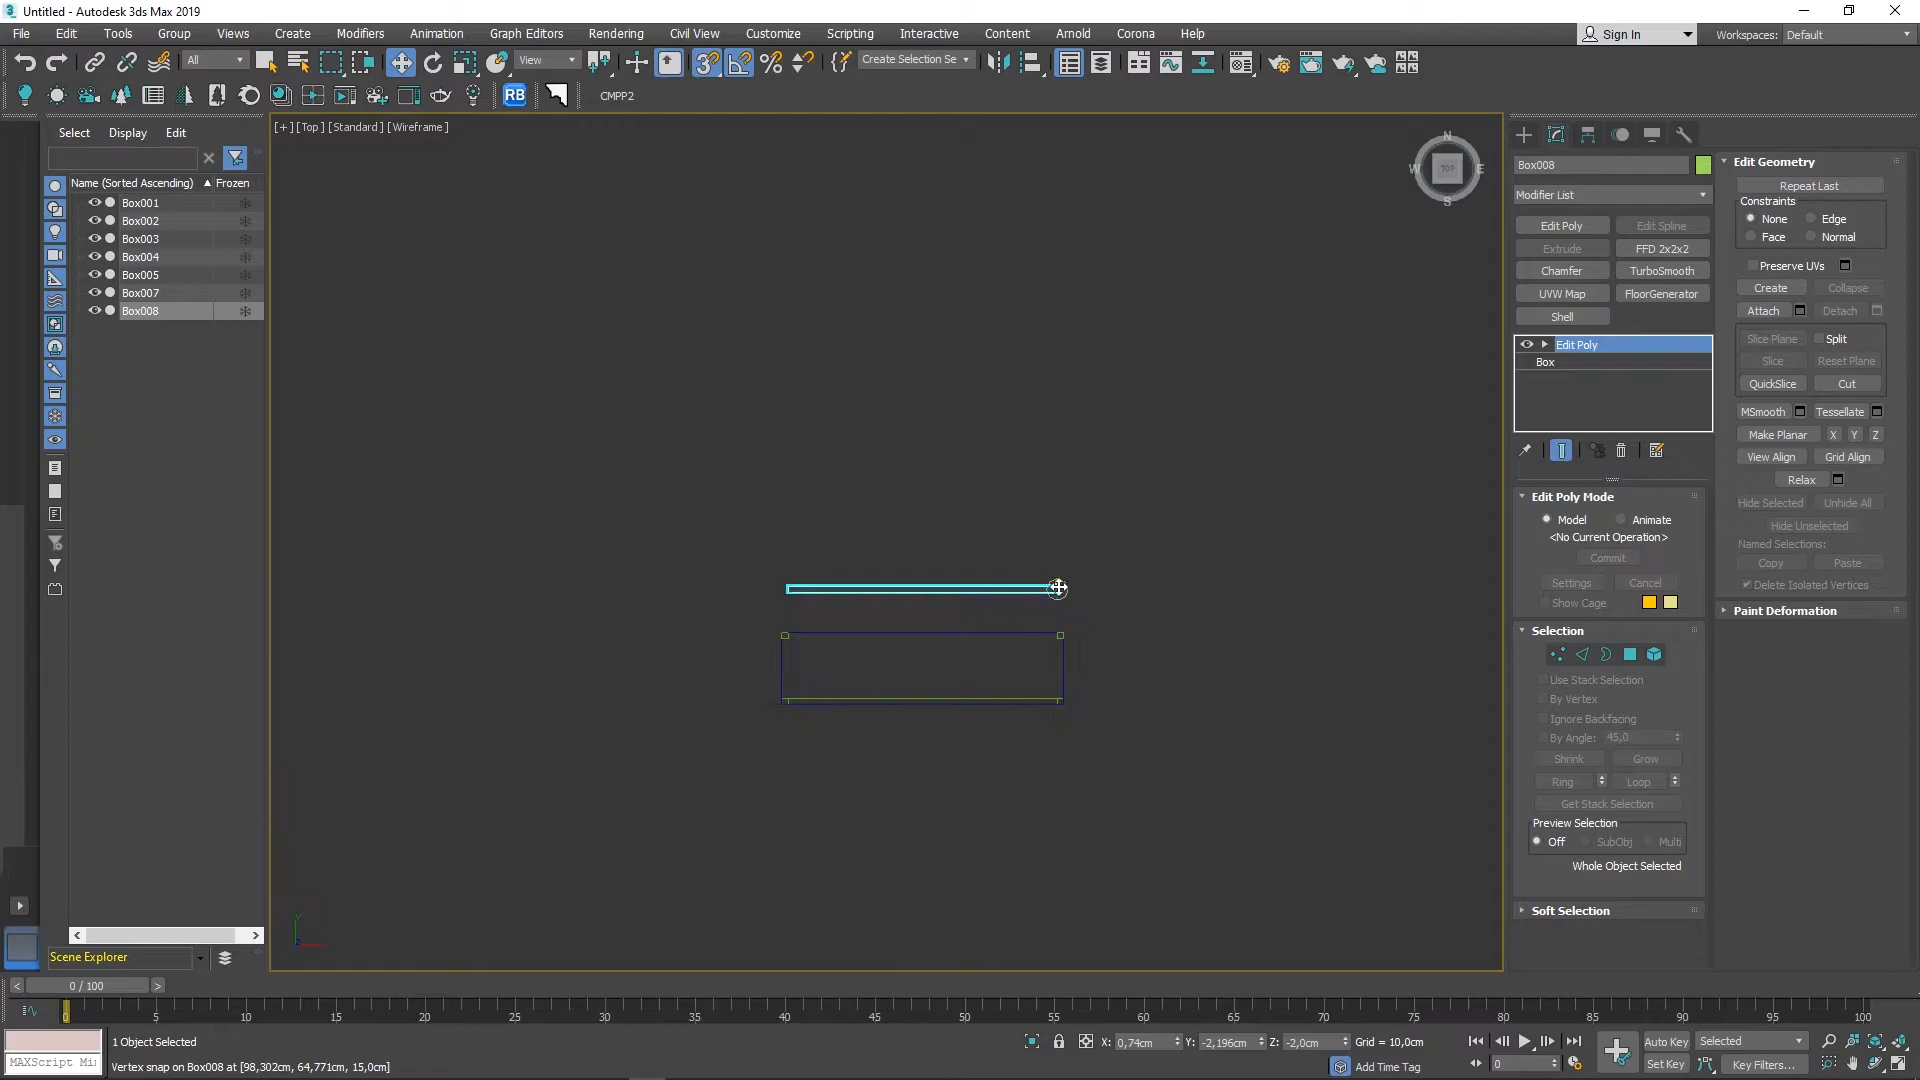 Untitled - Autodesk 3ds Max 2019
File Edit Tools Group Views Create Modifiers Animation Graph Editors Rendering Civil View Customize Scripting Interactive Content Arnold Corona Help Sign In Workspaces: Default
All View Create Selection Se
RB CMPP2
Select Display Edit
[+] [Top] [Standard] [Wireframe]
N
W TOP E
S
Name (Sorted Ascending) Frozen
Box001
Box002
Box003
Box004
Box005
Box007
Box008
Box008
Modifier List
Edit Poly Edit Spline
Extrude FFD 2x2x2
Chamfer TurboSmooth
UVW Map FloorGenerator
Shell
Edit Poly
Box
Edit Poly Mode
Model Animate
<No Current Operation>
Commit
Settings Cancel
Show Cage
Selection
Use Stack Selection
By Vertex
Ignore Backfacing
By Angle: 45,0
Shrink Grow
Ring Loop
Get Stack Selection
Preview Selection
Off SubObj Multi
Whole Object Selected
Soft Selection
Edit Geometry
Repeat Last
Constraints
None Edge
Face Normal
Preserve UVs
Create Collapse
Attach Detach
Slice Plane Split
Slice Reset Plane
QuickSlice Cut
MSmooth Tessellate
Make Planar X Y Z
View Align Grid Align
Relax
Hide Selected Unhide All
Hide Unselected
Named Selections:
Copy Paste
Delete Isolated Vertices
Paint Deformation
Scene Explorer
< 0 / 100 >
0 5 10 15 20 25 30 35 40 45 50 55 60 65 70 75 80 85 90 95 100
1 Object Selected
X: 0,74cm Y: -2,196cm Z: -2,0cm Grid = 10,0cm
Auto Key Selected
MAXScript Mi
Vertex snap on Box008 at [98,302cm, 64,771cm, 15,0cm]
Add Time Tag
0
Set Key Key Filters...